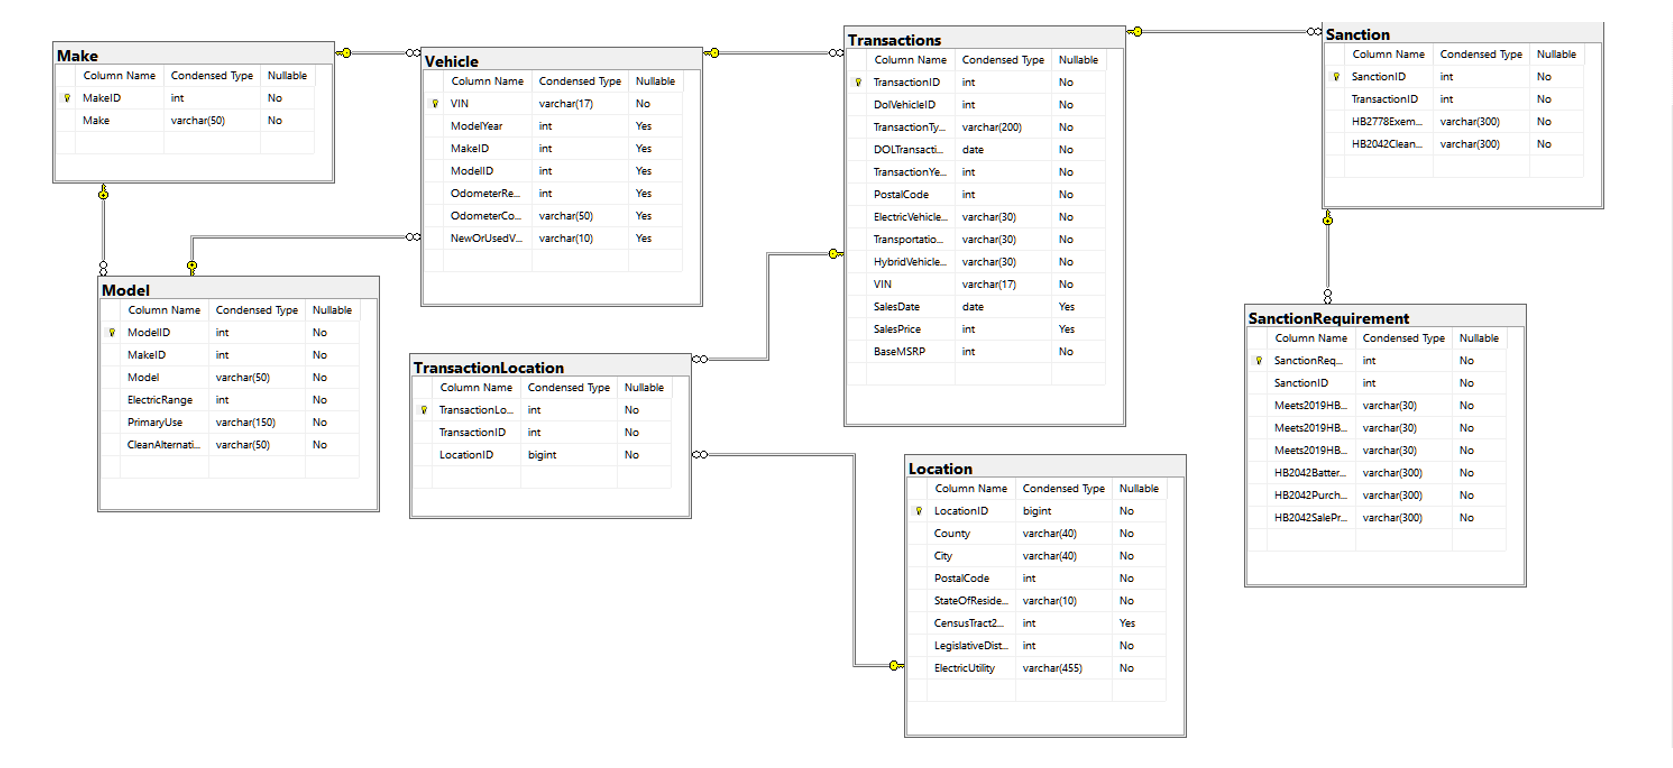 Make
Column Name Condensed Type Nullable
MakeID int No
Make varchar(50) No
Vehicle
Column Name Condensed Type Nullable
VIN varchar(17) No
ModelYear int Yes
MakeID int Yes
ModelID int Yes
OdometerRe... int Yes
OdometerCo... varchar(50) Yes
NewOrUsedV... varchar(10) Yes
Transactions
Column Name Condensed Type Nullable
TransactionID int No
DolVehicleID int No
TransactionTy... varchar(200) No
DOLTransacti... date No
TransactionYe... int No
PostalCode int No
ElectricVehicle... varchar(30) No
Transportatio... varchar(30) No
HybridVehicle... varchar(30) No
VIN varchar(17) No
SalesDate date Yes
SalesPrice int Yes
BaseMSRP int No
Sanction
Column Name Condensed Type Nullable
SanctionID int No
TransactionID int No
HB2778Exem... varchar(300) No
HB2042Clean... varchar(300) No
Model
Column Name Condensed Type Nullable
ModelID int No
MakeID int No
Model varchar(50) No
ElectricRange int No
PrimaryUse varchar(150) No
CleanAlternati... varchar(50) No
TransactionLocation
Column Name Condensed Type Nullable
TransactionLo... int No
TransactionID int No
LocationID bigint No
Location
Column Name Condensed Type Nullable
LocationID bigint No
County varchar(40) No
City varchar(40) No
PostalCode int No
StateOfReside... varchar(10) No
CensusTract2... int Yes
LegislativeDist... int No
ElectricUtility varchar(455) No
SanctionRequirement
Column Name Condensed Type Nullable
SanctionReq... int No
SanctionID int No
Meets2019HB... varchar(30) No
Meets2019HB... varchar(30) No
Meets2019HB... varchar(30) No
HB2042Batter... varchar(300) No
HB2042Purch... varchar(300) No
HB2042SalePr... varchar(300) No